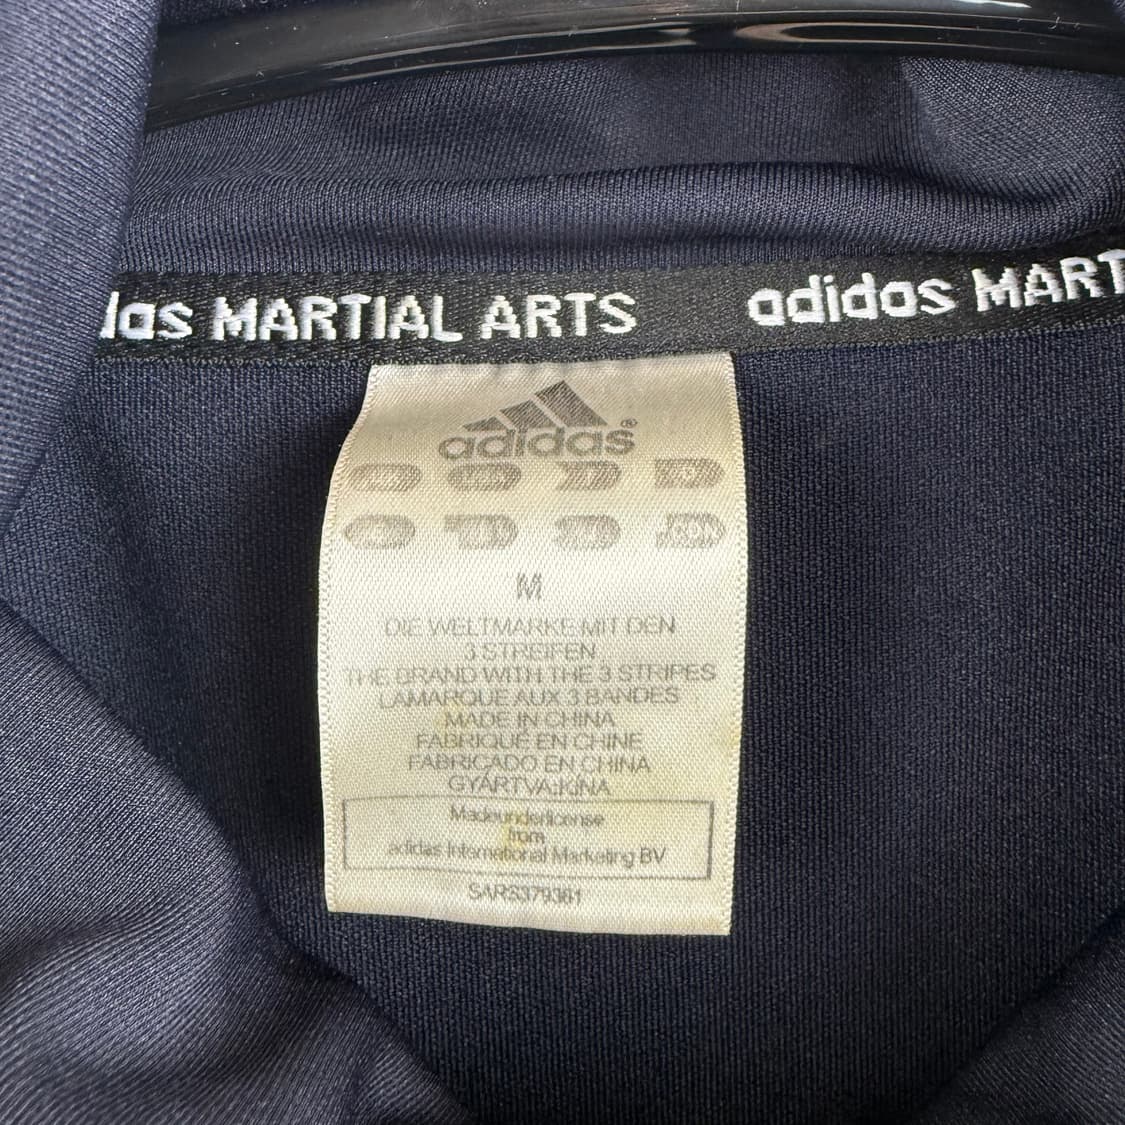 das MARTIAL ARTS adidas MART
adidas®
M
DIE WELTMARKE MIT DEN
3 STREIFEN
THE BRAND WITH THE 3 STRIPES
LAMARQUE AUX 3 BANDES
MADE IN CHINA
FABRIQUÉ EN CHINE
FABRICADO EN CHINA
GYÁRTVA:KÍNA
Madeunderlicense
from
adidas International Marketing BV
SARS379361